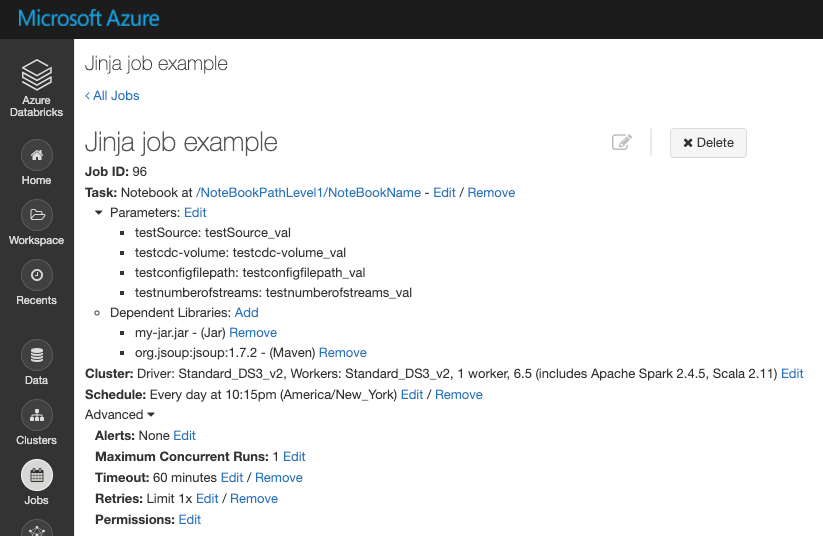 Microsoft Azure
Jinja job example
‹ All Jobs
Azure
Databricks
Home
Workspace
Recents
Data
Clusters
Jobs
Jinja job example
Delete
Job ID: 96
Task: Notebook at /NoteBookPathLevel1/NoteBookName - Edit / Remove
Parameters: Edit
testSource: testSource_val
testcdc-volume: testcdc-volume_val
testconfigfilepath: testconfigfilepath_val
testnumberofstreams: testnumberofstreams_val
Dependent Libraries: Add
my-jar.jar - (Jar) Remove
org.jsoup:jsoup:1.7.2 - (Maven) Remove
Cluster: Driver: Standard_DS3_v2, Workers: Standard_DS3_v2, 1 worker, 6.5 (includes Apache Spark 2.4.5, Scala 2.11) Edit
Schedule: Every day at 10:15pm (America/New_York) Edit / Remove
Advanced
Alerts: None Edit
Maximum Concurrent Runs: 1 Edit
Timeout: 60 minutes Edit / Remove
Retries: Limit 1x Edit / Remove
Permissions: Edit